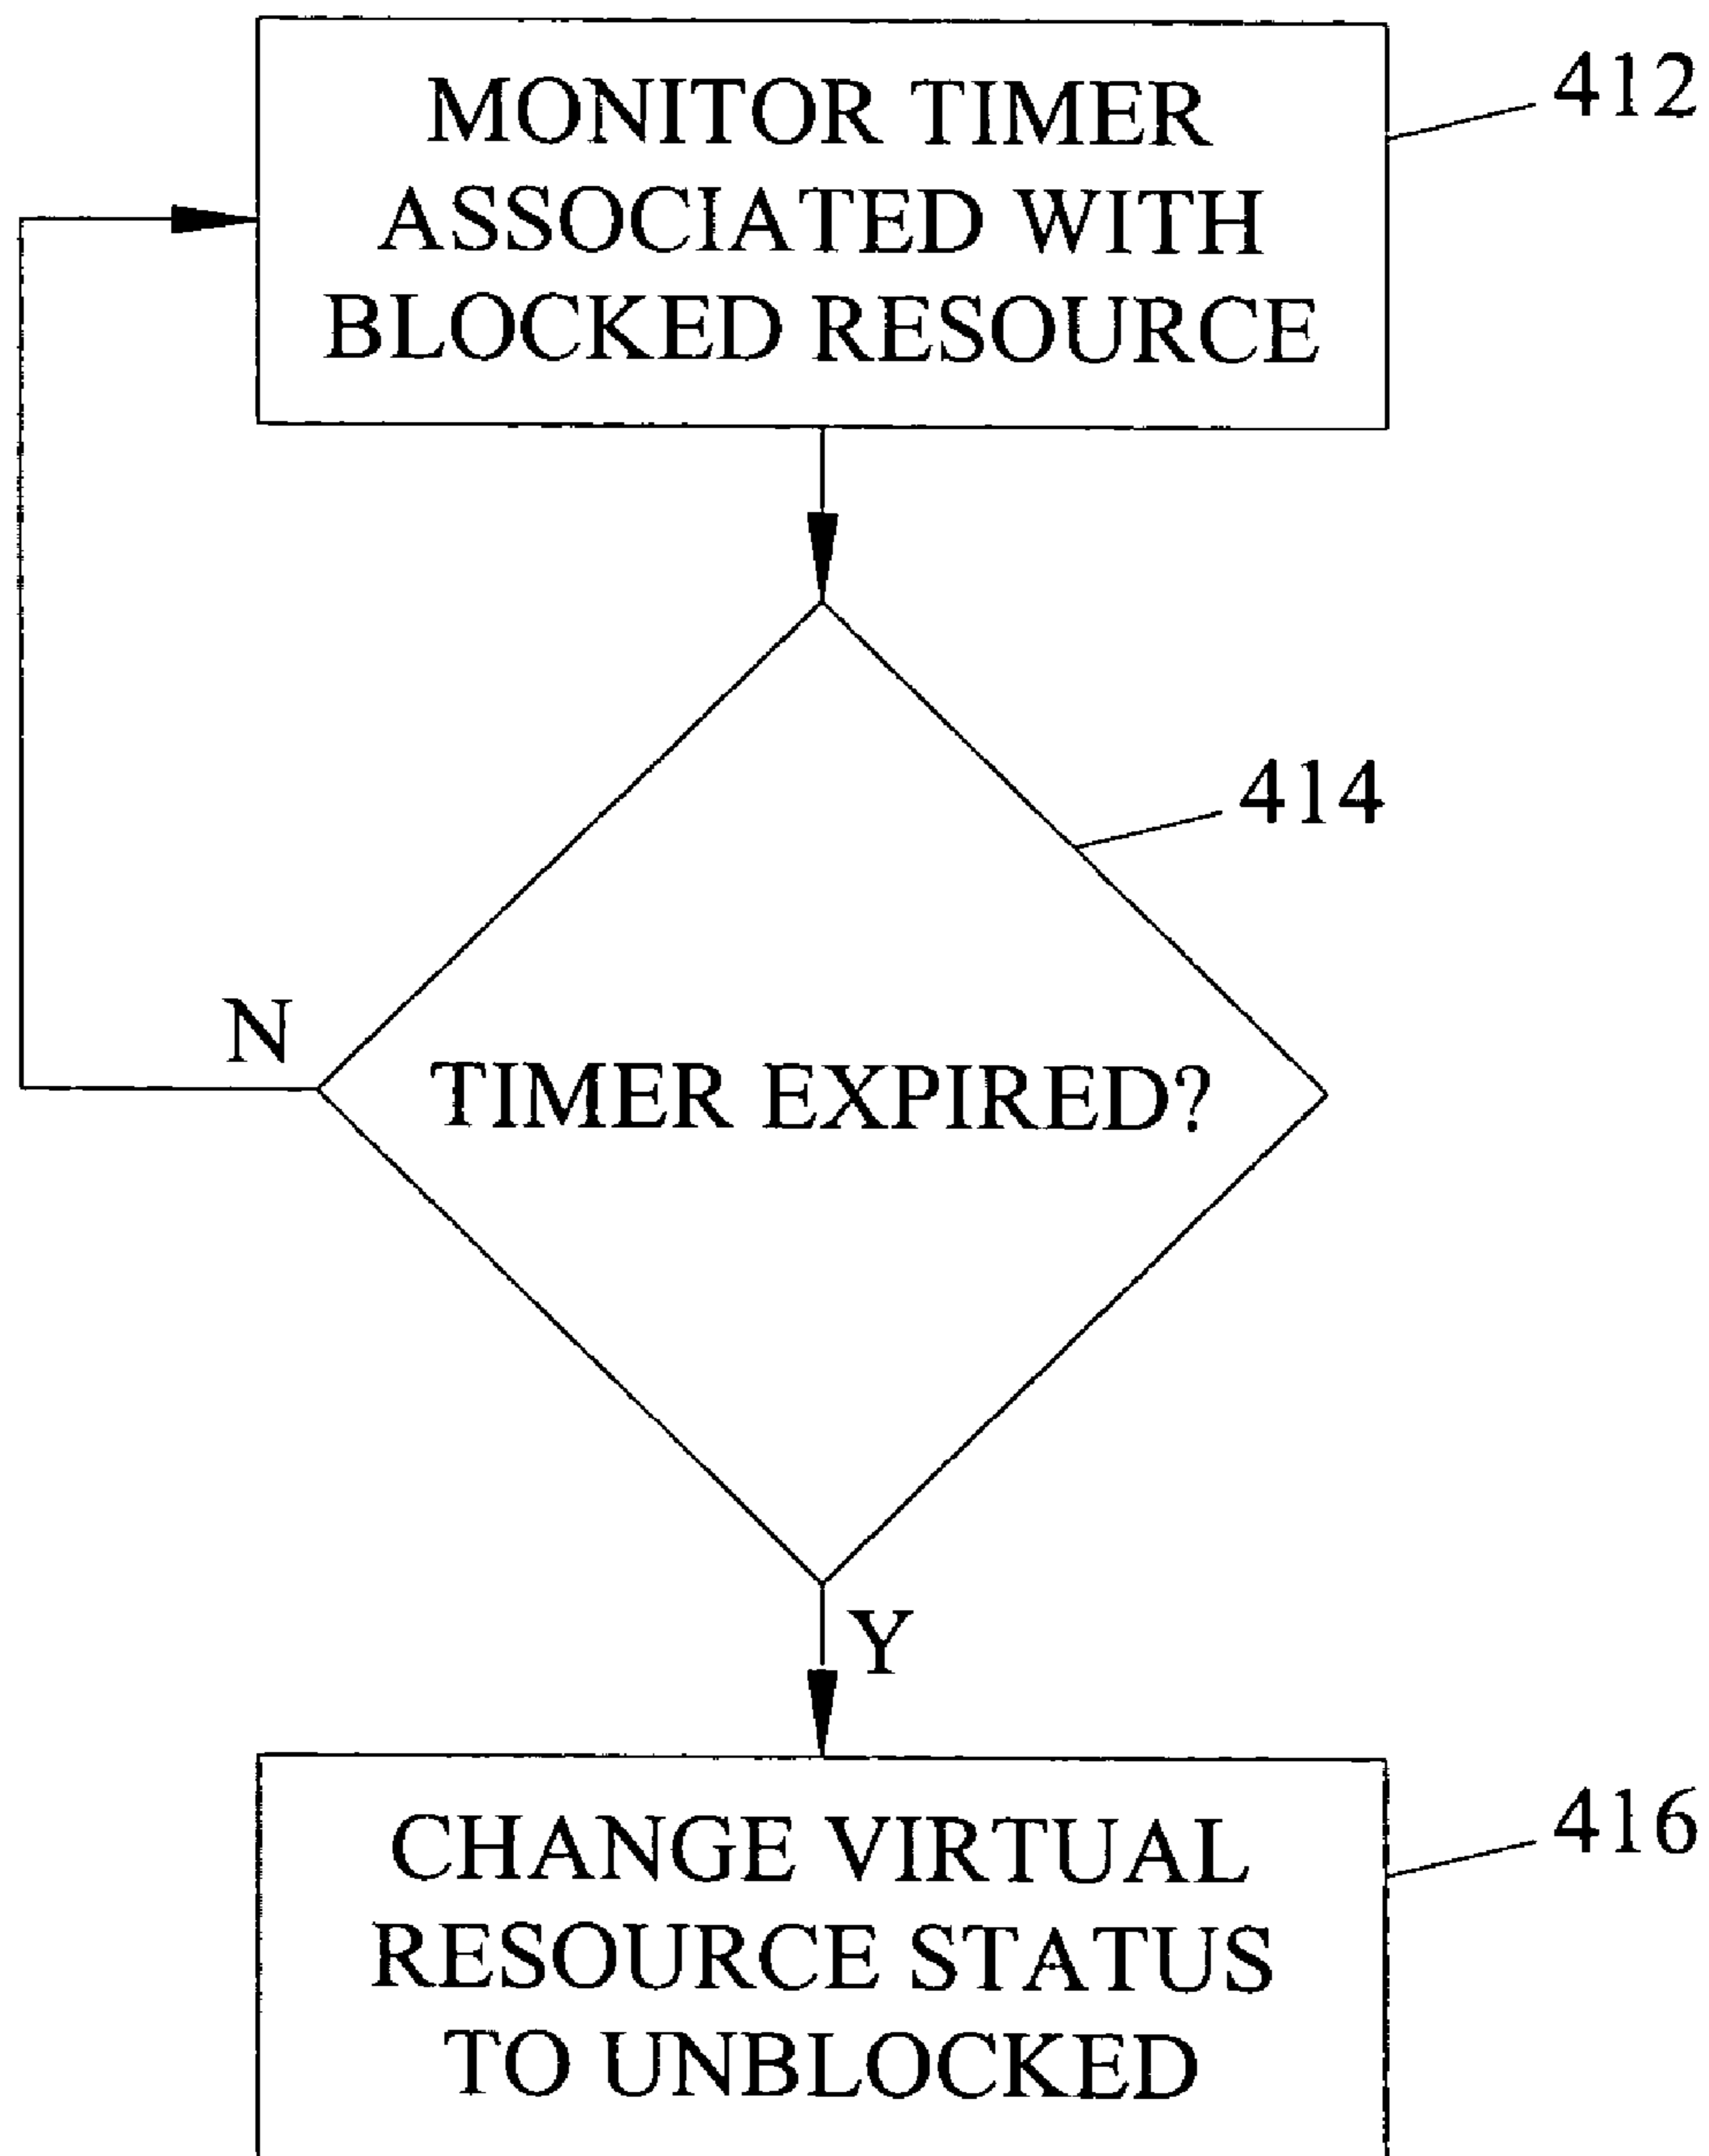 MONITOR TIMER
ASSOCIATED WITH
BLOCKED RESOURCE
412
414
N
TIMER EXPIRED?
Y
CHANGE VIRTUAL
RESOURCE STATUS
TO UNBLOCKED
416